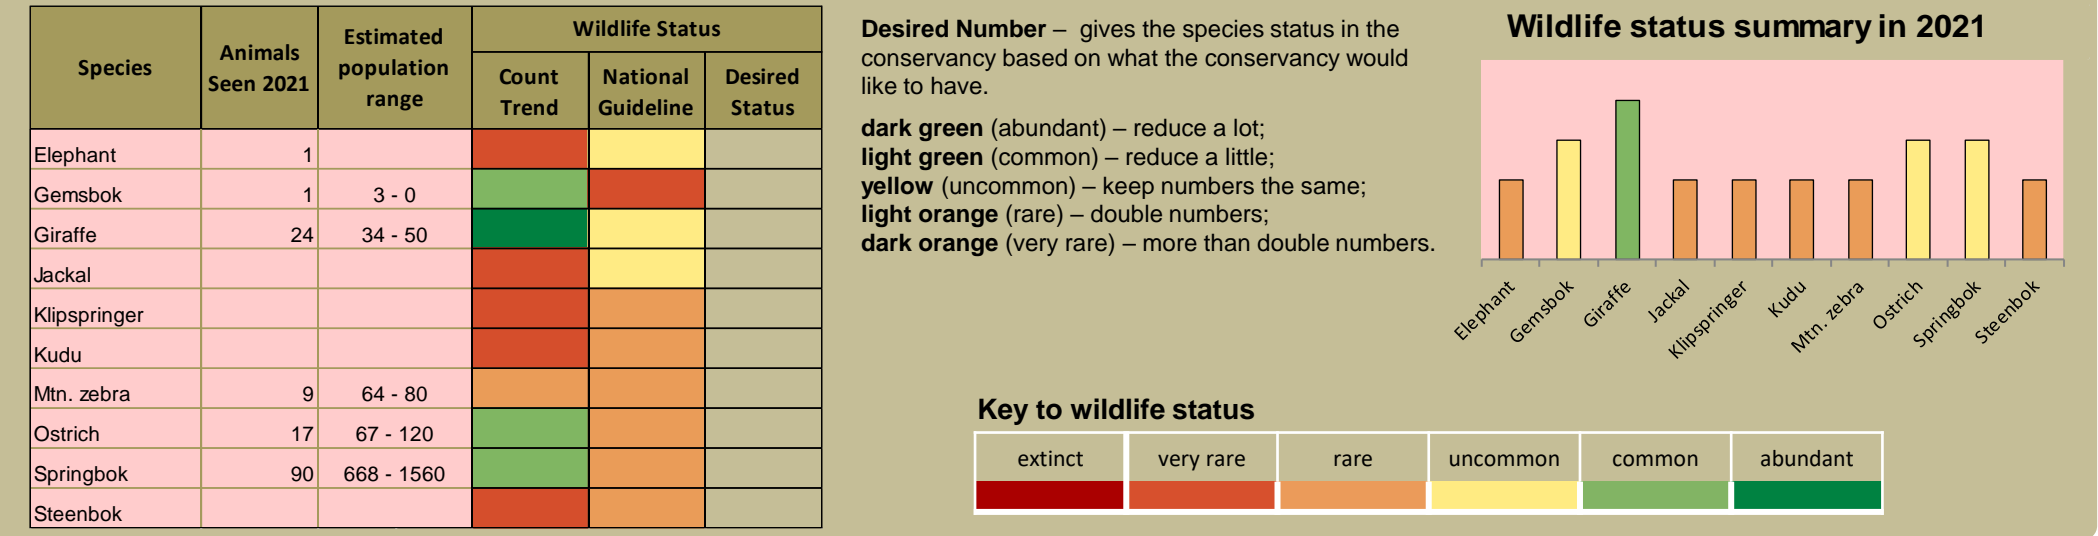 Species
Animals
Seen 2021
Estimated
population
range
Wildlife Status
Count
Trend
National
Guideline
Desired
Status
Elephant 1
Gemsbok 1 3 - 0
Giraffe 24 34 - 50
Jackal
Klipspringer
Kudu
Mtn. zebra 9 64 - 80
Ostrich 17 67 - 120
Springbok 90 668 - 1560
Steenbok
Desired Number – gives the species status in the
conservancy based on what the conservancy would
like to have.
dark green (abundant) – reduce a lot;
light green (common) – reduce a little;
yellow (uncommon) – keep numbers the same;
light orange (rare) – double numbers;
dark orange (very rare) – more than double numbers.
Wildlife status summary in 2021
Elephant
Gemsbok
Giraffe
Jackal
Klipspringer
Kudu
Mtn. zebra
Ostrich
Springbok
Steenbok
Key to wildlife status
extinct very rare rare uncommon common abundant